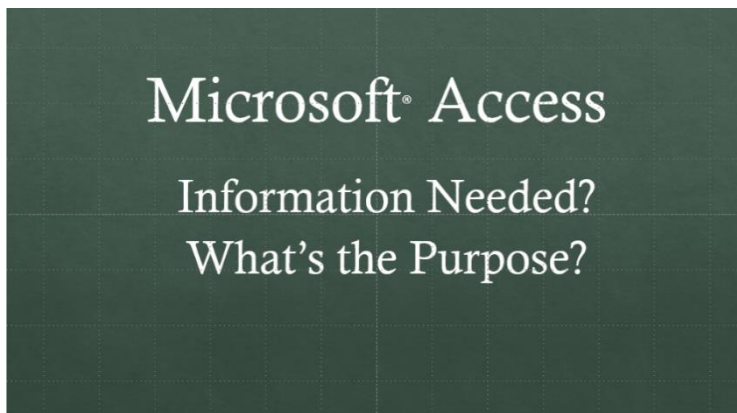 Microsoft® Access
Information Needed?
What’s the Purpose?